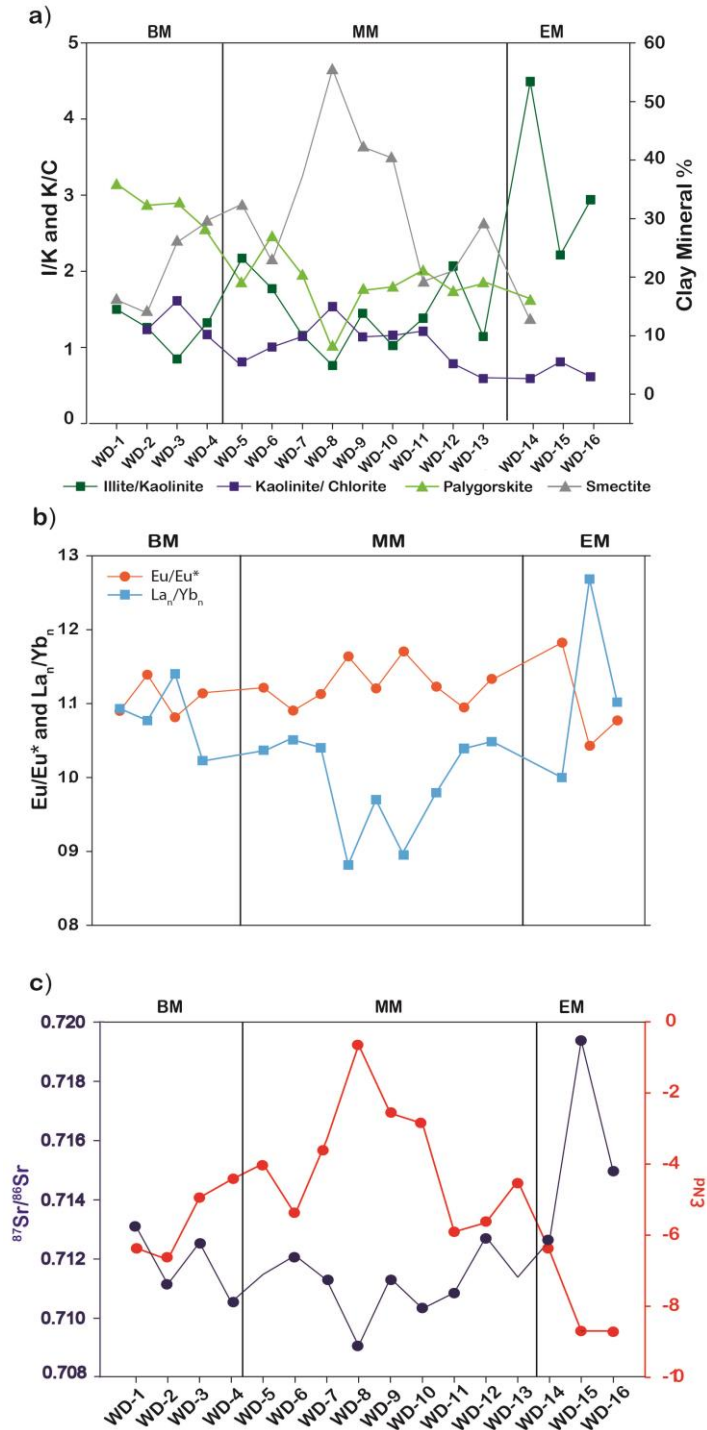 a)
BM MM EM
5 60
50
4
40
3
30
2 20
10
1
0
0
I/K and K/C
Clay Mineral %
WD-1 WD-2 WD-3 WD-4 WD-5 WD-6 WD-7 WD-8 WD-9 WD-10 WD-11 WD-12 WD-13 WD-14 WD-15 WD-16
Illite/Kaolinite Kaolinite/ Chlorite Palygorskite Smectite
b)
BM MM EM
13
Eu/Eu*
Laₙ/Ybₙ
12
11
10
09
08
Eu/Eu* and Laₙ/Ybₙ
c)
BM MM EM
0.720 0
0.718
-2
0.716
-4
0.714
-6
0.712
-8
0.710
0.708 -10
⁸⁷Sr/⁸⁶Sr
εNd
WD-1 WD-2 WD-3 WD-4 WD-5 WD-6 WD-7 WD-8 WD-9 WD-10 WD-11 WD-12 WD-13 WD-14 WD-15 WD-16